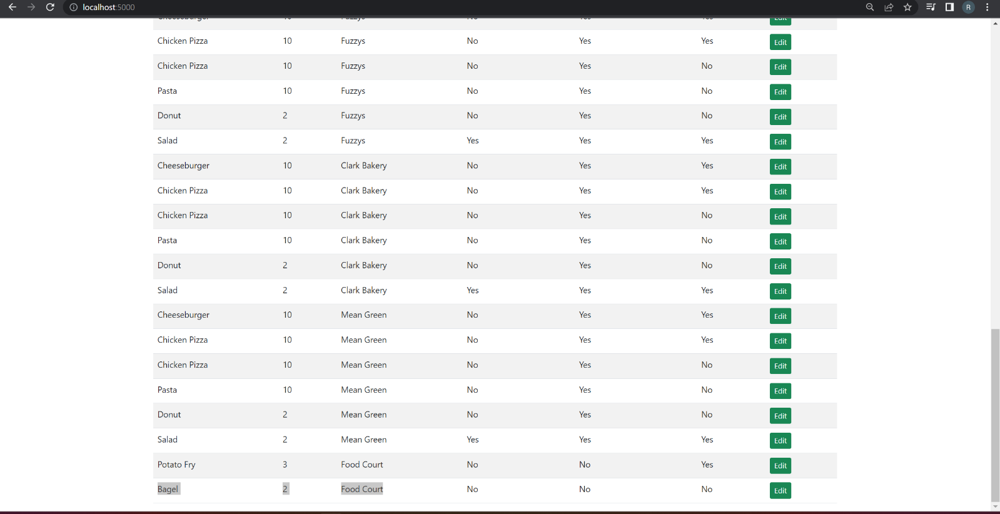 localhost:5000
R
Cheeseburger 10 Fuzzys No Yes Yes Edit
Chicken Pizza 10 Fuzzys No Yes Yes Edit
Chicken Pizza 10 Fuzzys No Yes No Edit
Pasta 10 Fuzzys No Yes No Edit
Donut 2 Fuzzys No Yes No Edit
Salad 2 Fuzzys Yes Yes Yes Edit
Cheeseburger 10 Clark Bakery No Yes Yes Edit
Chicken Pizza 10 Clark Bakery No Yes Yes Edit
Chicken Pizza 10 Clark Bakery No Yes No Edit
Pasta 10 Clark Bakery No Yes No Edit
Donut 2 Clark Bakery No Yes No Edit
Salad 2 Clark Bakery Yes Yes Yes Edit
Cheeseburger 10 Mean Green No Yes Yes Edit
Chicken Pizza 10 Mean Green No Yes Yes Edit
Chicken Pizza 10 Mean Green No Yes No Edit
Pasta 10 Mean Green No Yes No Edit
Donut 2 Mean Green No Yes No Edit
Salad 2 Mean Green Yes Yes Yes Edit
Potato Fry 3 Food Court No No Yes Edit
Bagel 2 Food Court No No No Edit